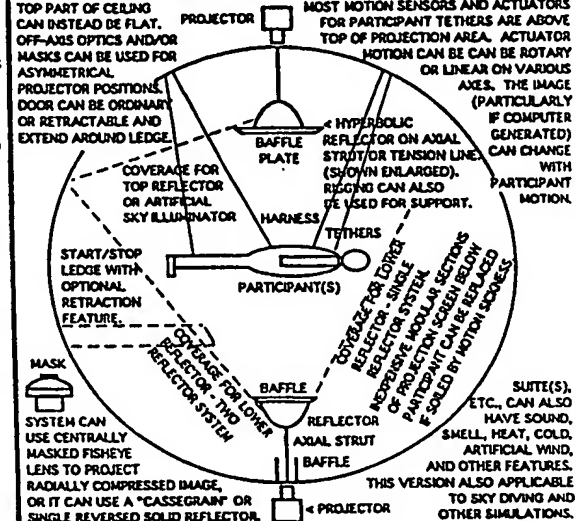 TOP PART OF CEILING
CAN INSTEAD BE FLAT.
OFF-AXIS OPTICS AND/OR
MASKS CAN BE USED FOR
ASYMMETRICAL
PROJECTOR POSITIONS.
DOOR CAN BE ORDINARY
OR RETRACTABLE AND
EXTEND AROUND LEDGE.
PROJECTOR
MOST MOTION SENSORS AND ACTUATORS
FOR PARTICIPANT TETHERS ARE ABOVE
TOP OF PROJECTION AREA. ACTUATOR
MOTION CAN BE CAN BE ROTARY
OR LINEAR ON VARIOUS
AXES. THE IMAGE
(PARTICULARLY
IF COMPUTER
GENERATED)
CAN CHANGE
WITH
PARTICIPANT
MOTION.
BAFFLE
PLATE
< HYPERBOLIC
REFLECTOR ON AXIAL
STRUT OR TENSION LINE.
(SHOWN ENLARGED).
RIGGING CAN ALSO
BE USED FOR SUPPORT.
COVERAGE FOR
TOP REFLECTOR
OR ARTIFICIAL
SKY ILLUMINATOR
HARNESS
TETHERS
START/STOP
LEDGE WITH
OPTIONAL
RETRACTION
FEATURE.
PARTICIPANT(S)
COVERAGE FOR LOWER
REFLECTOR - TWO
REFLECTOR SYSTEM
COVERAGE FOR LOWER
REFLECTOR - SINGLE
REFLECTOR SYSTEM
INEXPENSIVE MODULAR SECTIONS
OF PROJECTION SCREEN BELOW
PARTICIPANT CAN BE REPLACED
IF SOILED BY MOTION SICKNESS
MASK
SYSTEM CAN
USE CENTRALLY
MASKED FISHEYE
LENS TO PROJECT
RADIALLY COMPRESSED IMAGE,
OR IT CAN USE A "CASSEGRAIN" OR
SINGLE REVERSED SOLID REFLECTOR.
BAFFLE
REFLECTOR
AXIAL STRUT
BAFFLE
< PROJECTOR
SUITE(S),
ETC., CAN ALSO
HAVE SOUND,
SMELL, HEAT, COLD,
ARTIFICIAL WIND,
AND OTHER FEATURES.
THIS VERSION ALSO APPLICABLE
TO SKY DIVING AND
OTHER SIMULATIONS.